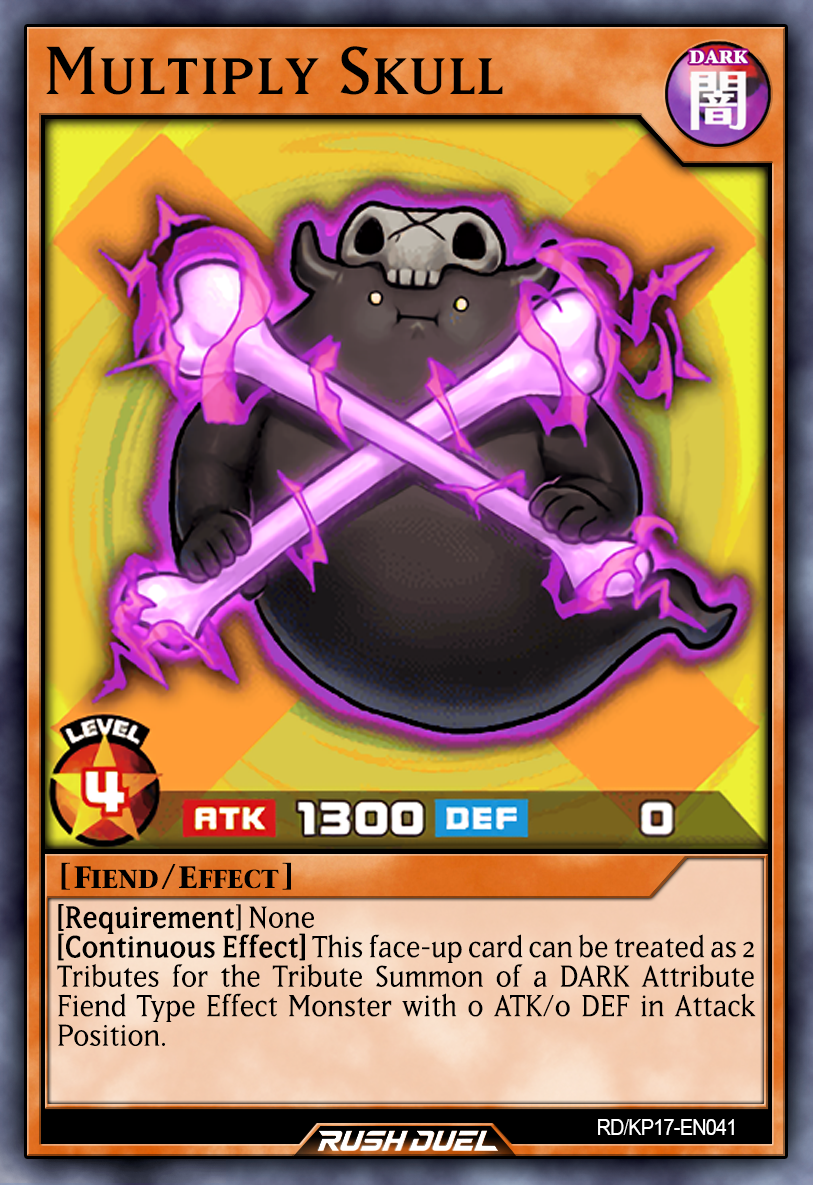 MULTIPLY SKULL
DARK
闇
LEVEL
4
ATK 1300 DEF 0
[FIEND/EFFECT]
[Requirement] None
[Continuous Effect] This face-up card can be treated as 2
Tributes for the Tribute Summon of a DARK Attribute
Fiend Type Effect Monster with 0 ATK/0 DEF in Attack
Position.
RUSH DUEL
RD/KP17-EN041